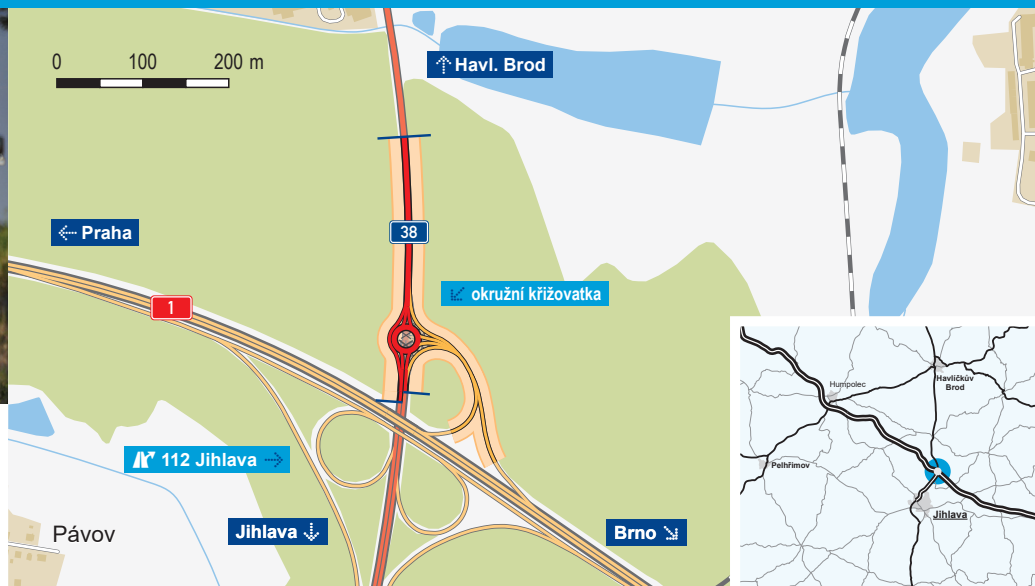 0 100 200 m
Havl. Brod
Praha
38
okružní křižovatka
1
112 Jihlava
Pávov
Jihlava
Brno
Humpolec
Havlíčkův
Brod
Pelhřimov
Jihlava